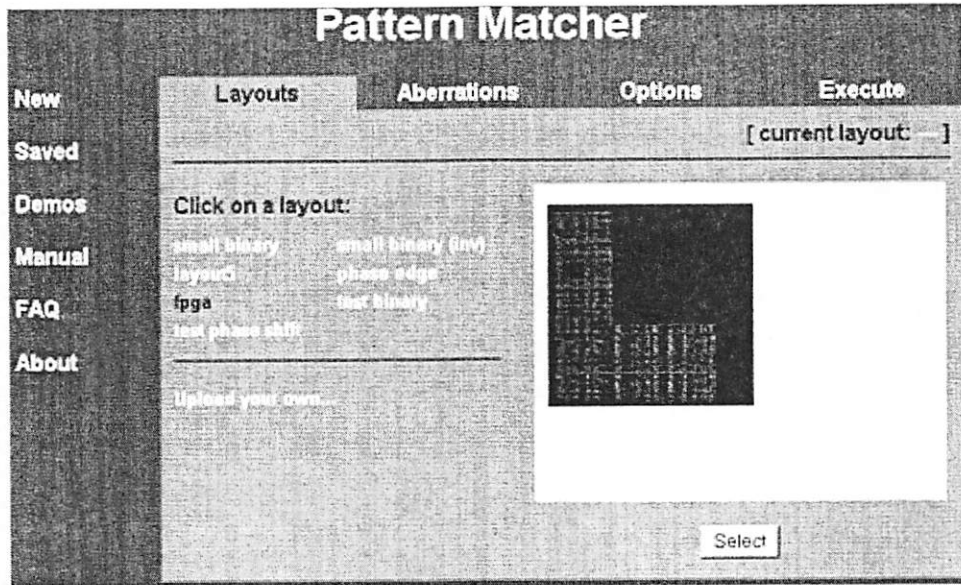 Pattern Matcher
New
Saved
Demos
Manual
FAQ
About
Layouts Aberrations Options Execute
[ current layout: --- ]
Click on a layout:
small binary small binary (inv)
layout5 phase edge
fpga test binary
test phase shift
Upload your own...
Select